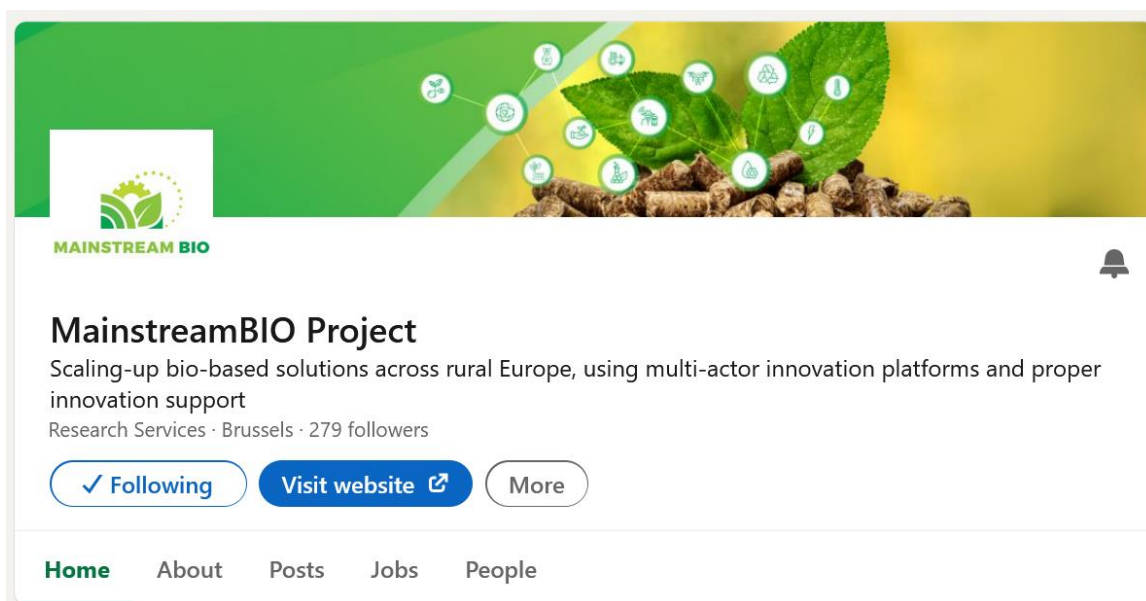 MAINSTREAM BIO
MainstreamBIO Project
Scaling-up bio-based solutions across rural Europe, using multi-actor innovation platforms and proper
innovation support
Research Services · Brussels · 279 followers
✓ Following
Visit website
More
Home
About
Posts
Jobs
People